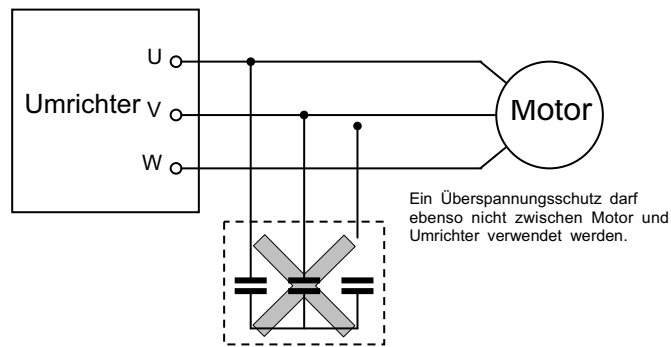 U
Umrichter V
W
Motor
Ein Überspannungsschutz darf
ebenso nicht zwischen Motor und
Umrichter verwendet werden.